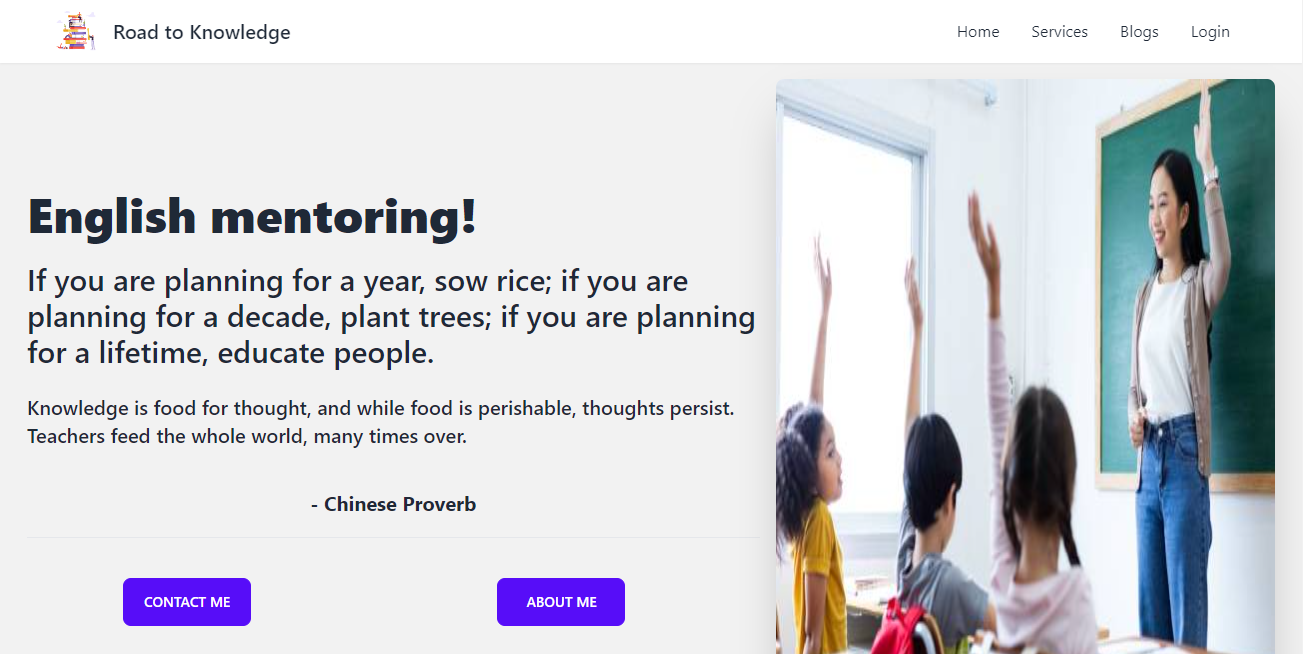 Road to Knowledge
Home
Services
Blogs
Login
English mentoring!
If you are planning for a year, sow rice; if you are
planning for a decade, plant trees; if you are planning
for a lifetime, educate people.
Knowledge is food for thought, and while food is perishable, thoughts persist.
Teachers feed the whole world, many times over.
- Chinese Proverb
CONTACT ME
ABOUT ME